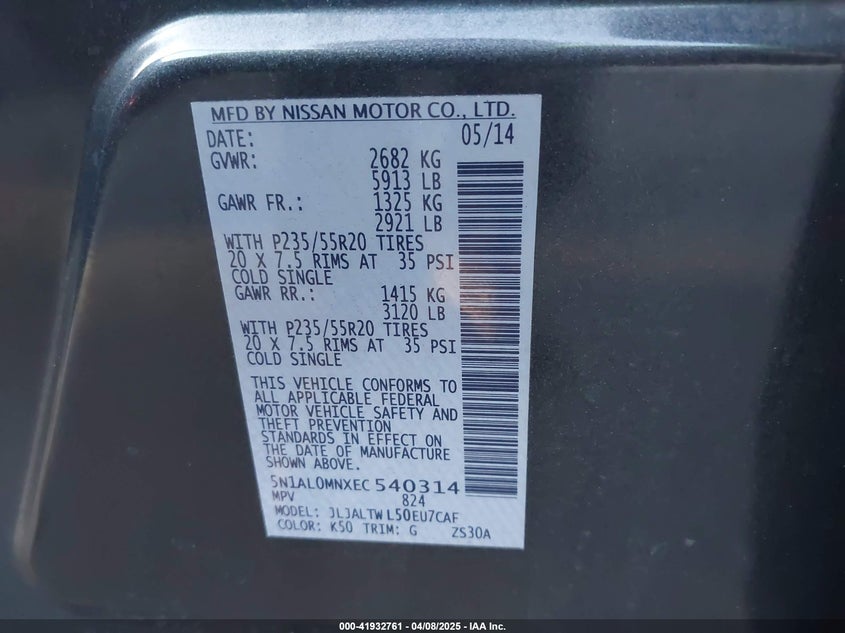 MFD BY NISSAN MOTOR CO., LTD.
DATE: 05/14
GVWR: 2682 KG
5913 LB
GAWR FR.: 1325 KG
2921 LB
WITH P235/55R20 TIRES
20 X 7.5 RIMS AT 35 PSI
COLD SINGLE
GAWR RR.: 1415 KG
3120 LB
WITH P235/55R20 TIRES
20 X 7.5 RIMS AT 35 PSI
COLD SINGLE
THIS VEHICLE CONFORMS TO
ALL APPLICABLE FEDERAL
MOTOR VEHICLE SAFETY AND
THEFT PREVENTION
STANDARDS IN EFFECT ON
THE DATE OF MANUFACTURE
SHOWN ABOVE.
5N1AL0MNXEC 540314
MPV 824
MODEL: JLJALTW L50EU7CAF
COLOR: K50 TRIM: G ZS30A
000-41932761 - 04/08/2025 - IAA Inc.